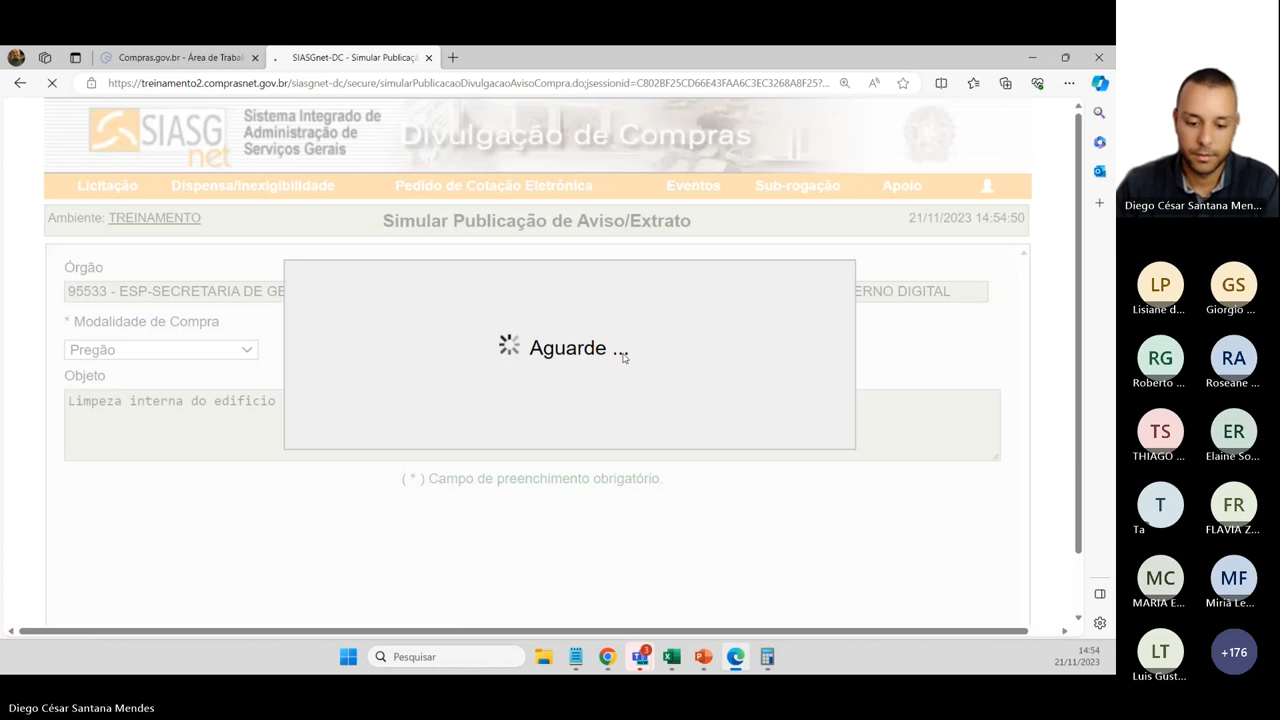 Compras.gov.br - Área de Trabal
SIASGnet-DC - Simular Publicaçã
https://treinamento2.comprasnet.gov.br/siasgnet-dc/secure/simularPublicacaoDivulgacaoAvisoCompra.do;jsessionid=C802BF25CD66E43FAA6C3EC3268A8F25?...
SIASG
net
Sistema Integrado de
Administração de
Serviços Gerais
Divulgação de Compras
Licitação Dispensa/Inexigibilidade Pedido de Cotação Eletrônica Eventos Sub-rogação Apoio
Ambiente: TREINAMENTO
Simular Publicação de Aviso/Extrato
21/11/2023 14:54:50
Órgão
95533 - ESP-SECRETARIA DE GE
ERNO DIGITAL
* Modalidade de Compra
Pregão
Aguarde ...
Objeto
Limpeza interna do edificio
( * ) Campo de preenchimento obrigatório.
Pesquisar
3
14:54
21/11/2023
Diego César Santana Men...
LP
Lisiane d...
GS
Giorgio ...
RG
Roberto ...
RA
Roseane ...
TS
THIAGO ...
ER
Elaine So...
T
Ta
FR
FLAVIA Z...
MC
MARIA E...
MF
Miriã Le...
LT
Luis Gust...
+176
Diego César Santana Mendes